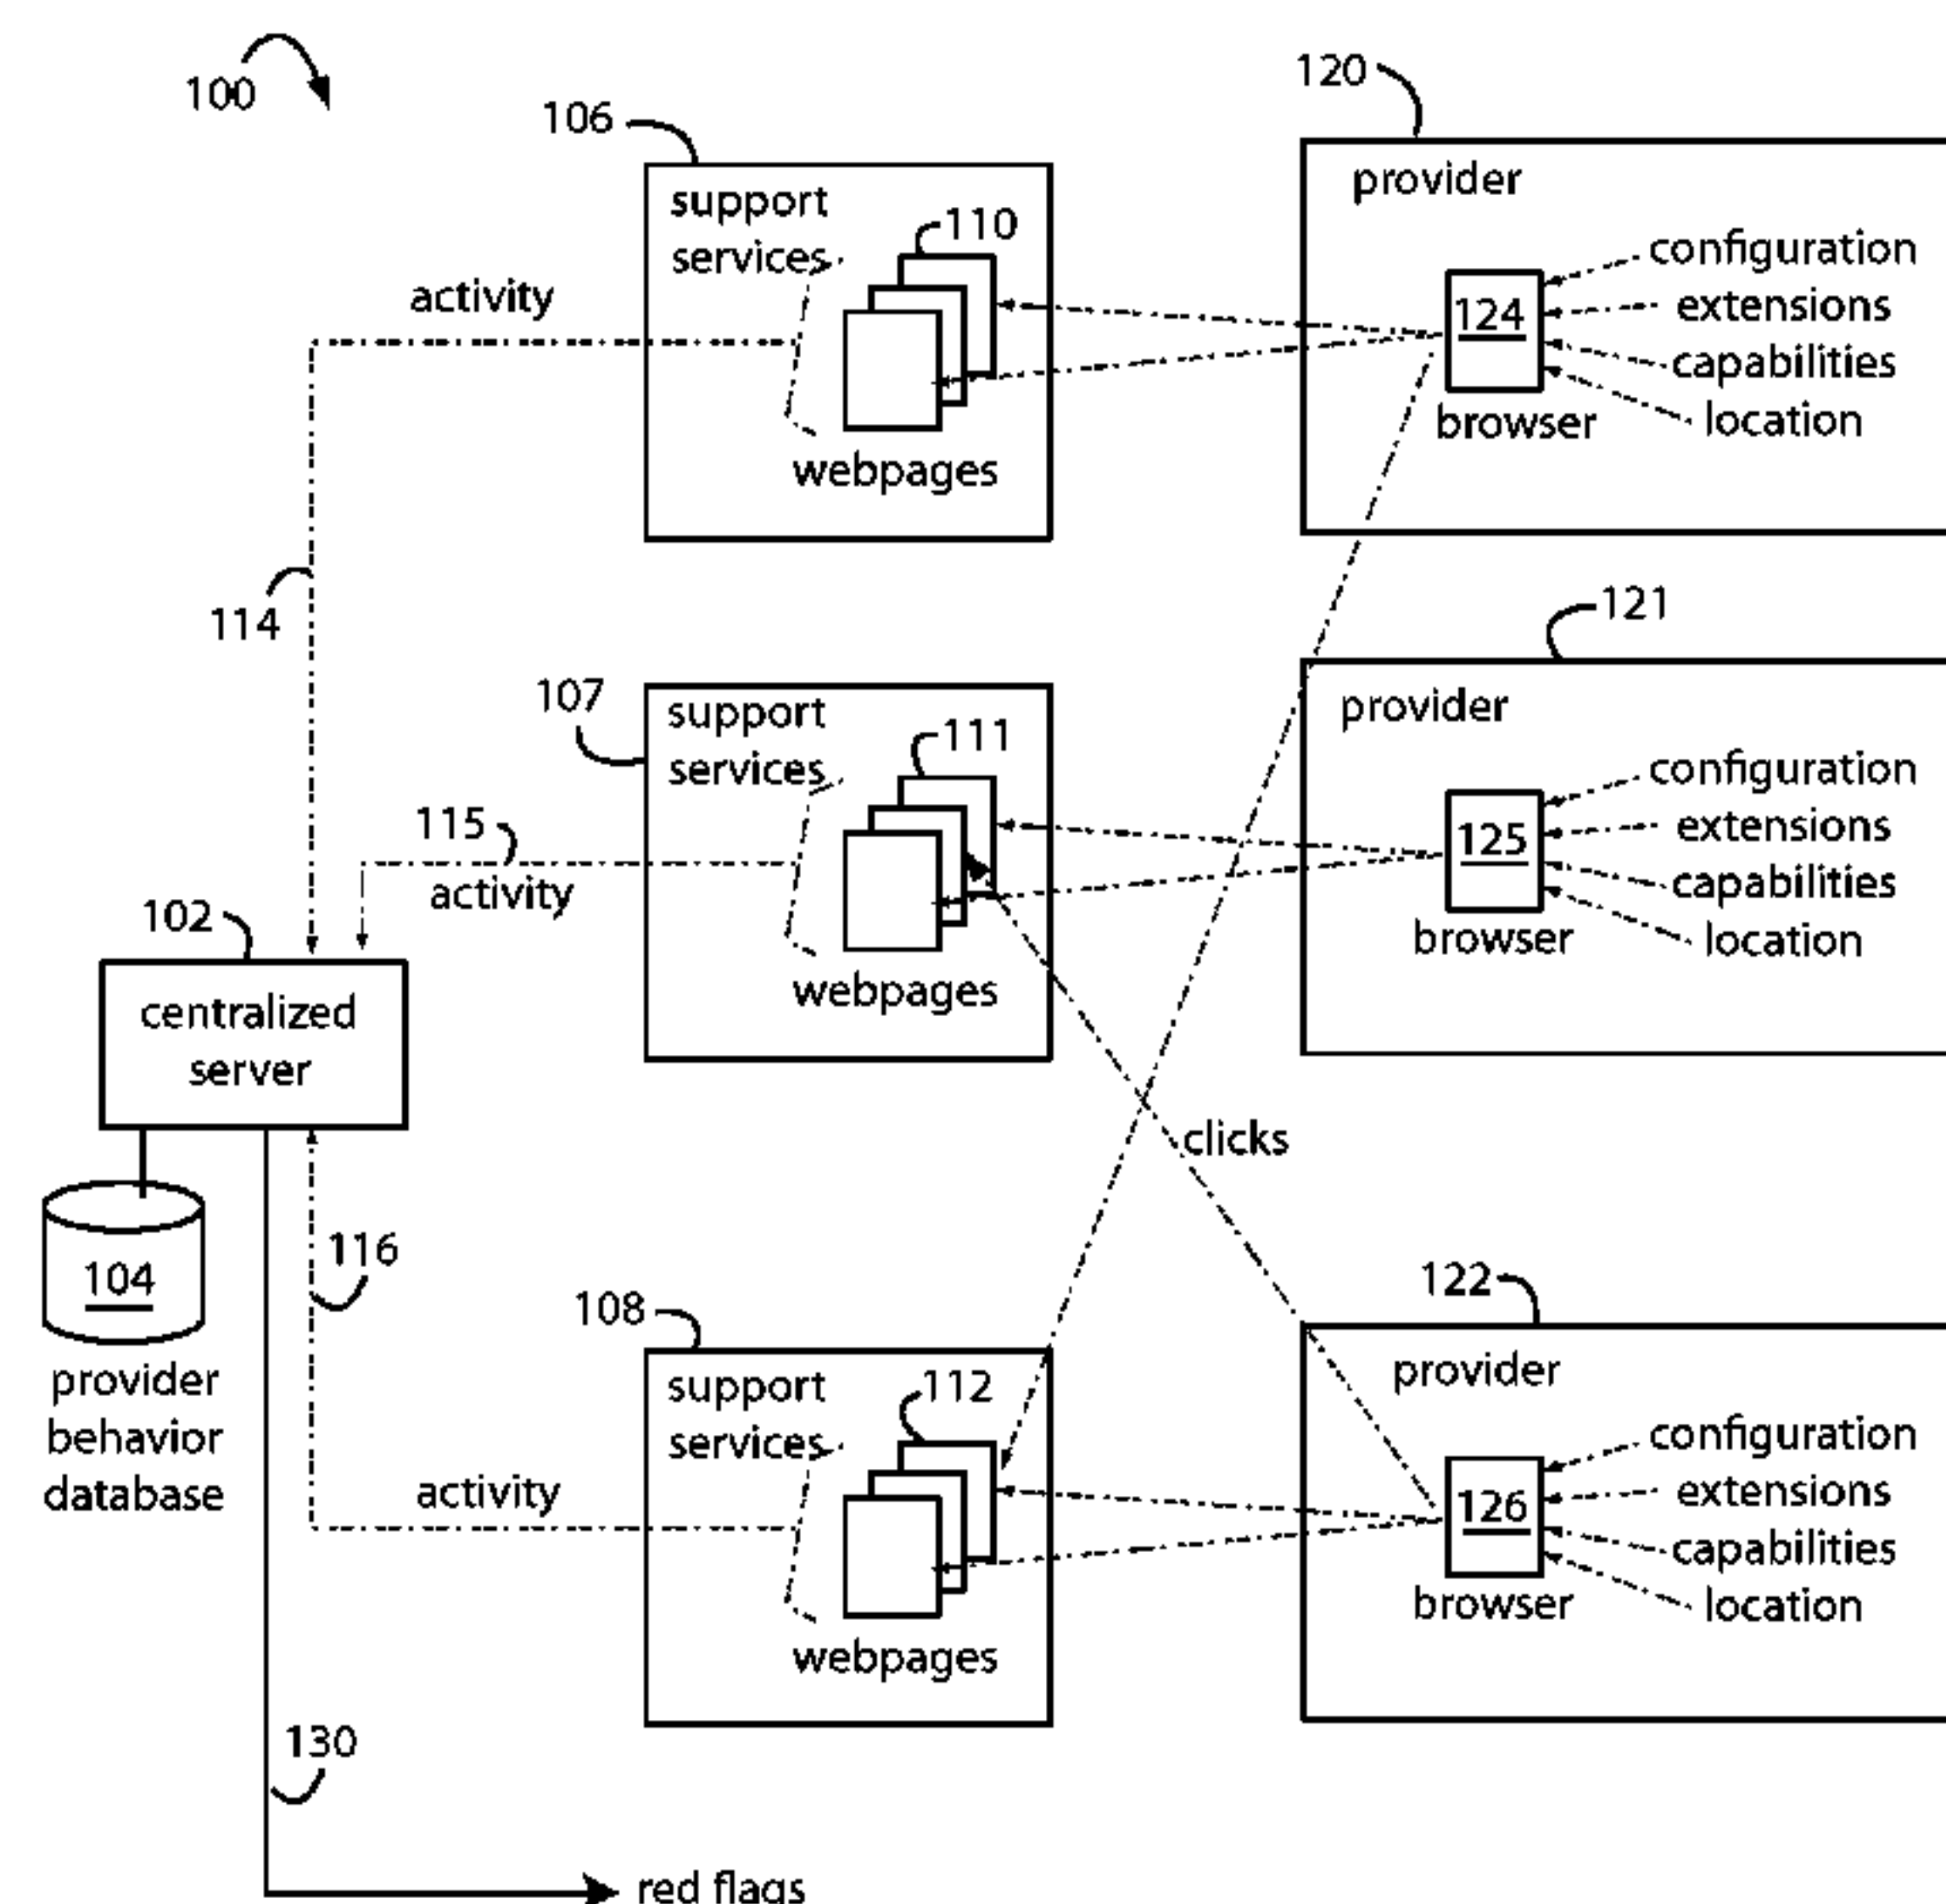 100
106
support
services
110
webpages
activity
114
120
provider
124
browser
configuration
extensions
capabilities
location
107
support
services
111
webpages
115
activity
121
provider
125
browser
configuration
extensions
capabilities
location
102
centralized
server
104
provider
behavior
database
116
clicks
108
support
services
112
webpages
activity
122
provider
126
browser
configuration
extensions
capabilities
location
130
red flags